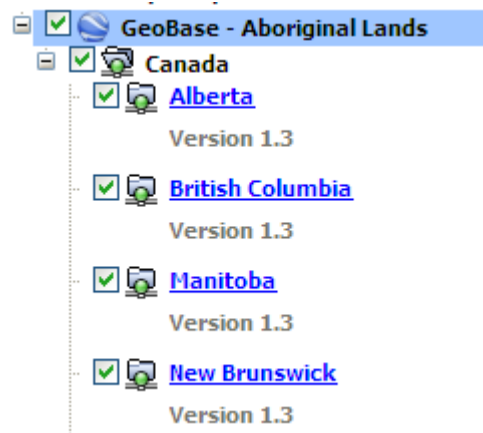 GeoBase - Aboriginal Lands
Canada
Alberta
Version 1.3
British Columbia
Version 1.3
Manitoba
Version 1.3
New Brunswick
Version 1.3